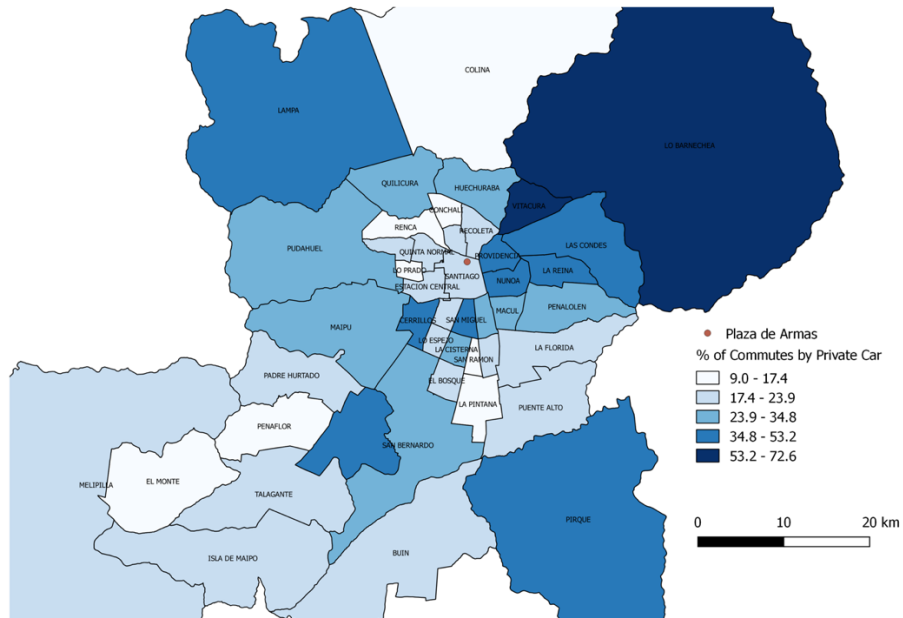 COLINA
LAMPA
LO BARNECHEA
QUILICURA
HUECHURABA
VITACURA
CONCHALI
RENCA
RECOLETA
LAS CONDES
PUDAHUEL
QUINTA NORMAL
PROVIDENCIA
LO PRADO
SANTIAGO
LA REINA
ESTACION CENTRAL
NUNOA
MACUL
PENALOLEN
CERRILLOS
SAN MIGUEL
MAIPU
LO ESPEJO
LA CISTERNA
LA FLORIDA
SAN RAMON
PADRE HURTADO
EL BOSQUE
LA PINTANA
PUENTE ALTO
PENAFLOR
SAN BERNARDO
MELIPILLA
EL MONTE
TALAGANTE
PIRQUE
ISLA DE MAIPO
BUIN
Plaza de Armas
% of Commutes by Private Car
9.0 - 17.4
17.4 - 23.9
23.9 - 34.8
34.8 - 53.2
53.2 - 72.6
0 10 20 km